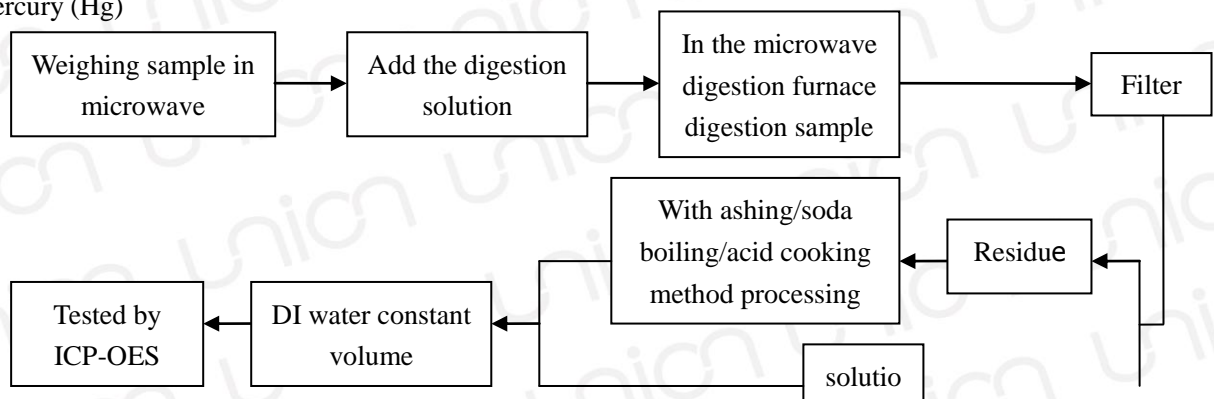 ercury (Hg)
Weighing sample in
microwave
Add the digestion
solution
In the microwave
digestion furnace
digestion sample
Filter
With ashing/soda
boiling/acid cooking
method processing
Residue
Tested by
ICP-OES
DI water constant
volume
solutio